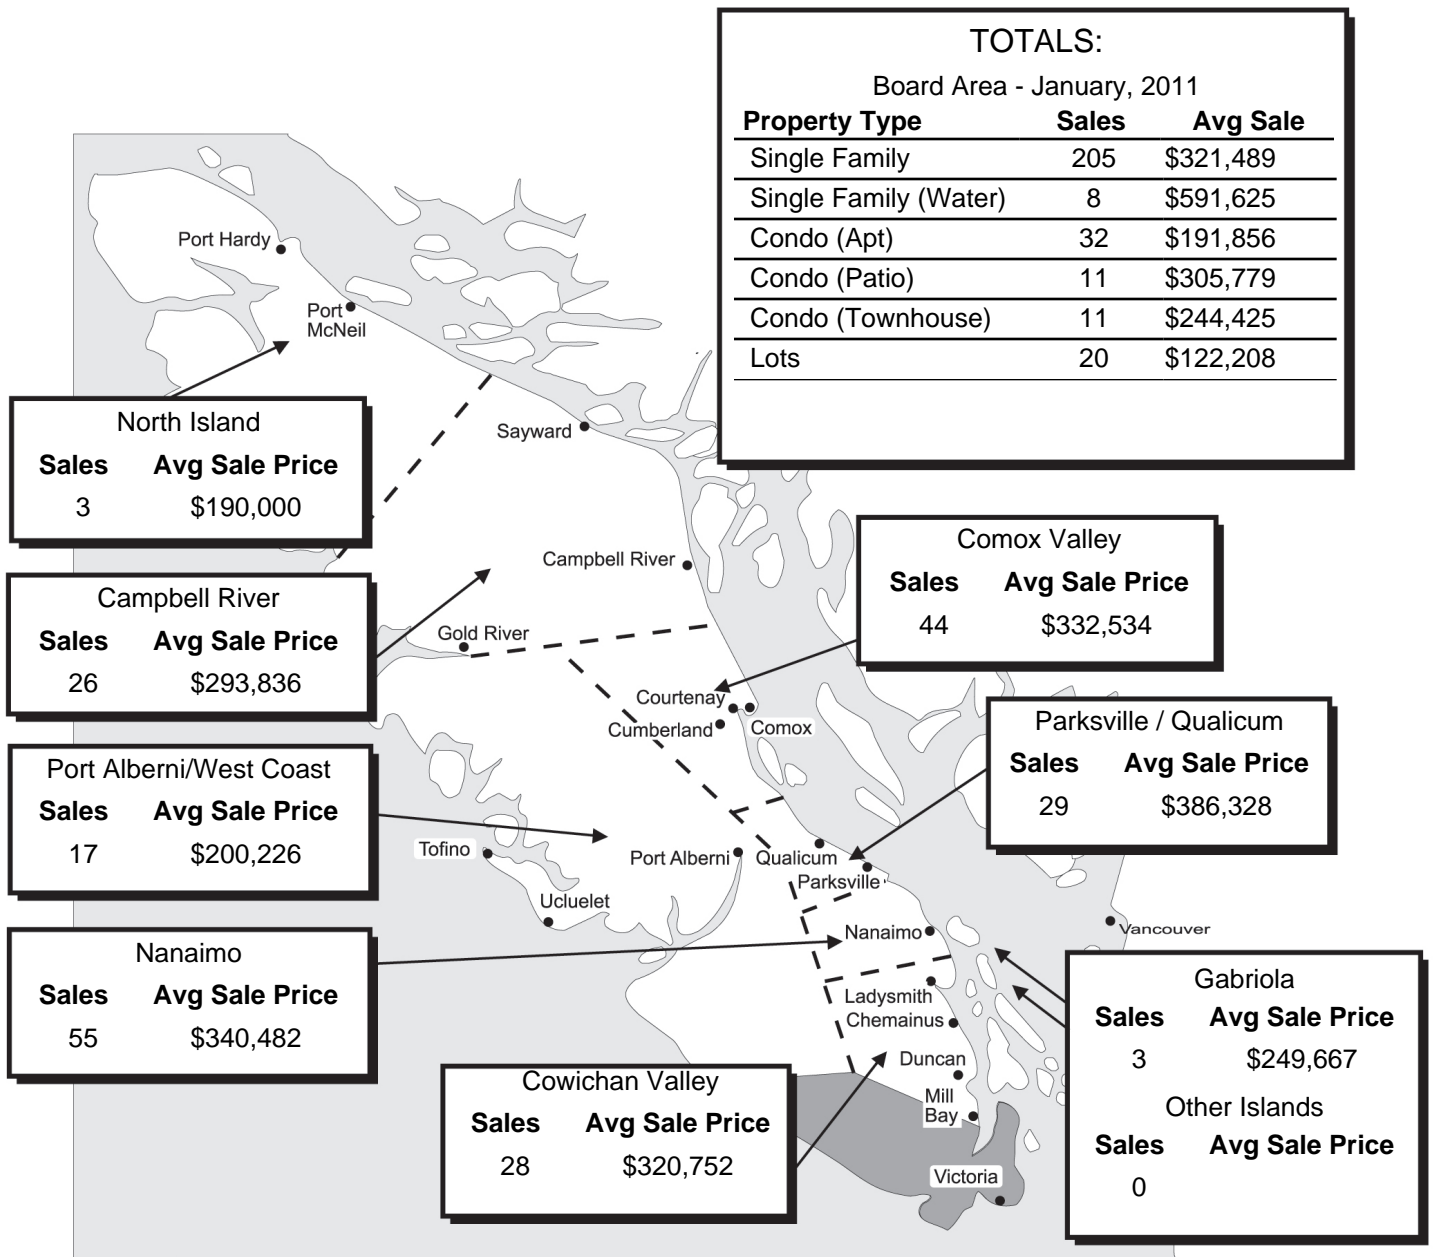 TOTALS:
Board Area - January, 2011
Property Type Sales Avg Sale
Single Family 205 $321,489
Single Family (Water) 8 $591,625
Condo (Apt) 32 $191,856
Condo (Patio) 11 $305,779
Condo (Townhouse) 11 $244,425
Lots 20 $122,208
Port Hardy
Port
McNeil
North Island
Sales Avg Sale Price
3 $190,000
Sayward
Campbell River
Campbell River
Sales Avg Sale Price
26 $293,836
Gold River
Comox Valley
Sales Avg Sale Price
44 $332,534
Courtenay
Cumberland
Comox
Parksville / Qualicum
Sales Avg Sale Price
29 $386,328
Port Alberni/West Coast
Sales Avg Sale Price
17 $200,226
Tofino
Port Alberni
Qualicum
Parksville
Ucluelet
Nanaimo
Vancouver
Nanaimo
Sales Avg Sale Price
55 $340,482
Ladysmith
Chemainus
Duncan
Mill
Bay
Gabriola
Sales Avg Sale Price
3 $249,667
Other Islands
Sales Avg Sale Price
0
Cowichan Valley
Sales Avg Sale Price
28 $320,752
Victoria